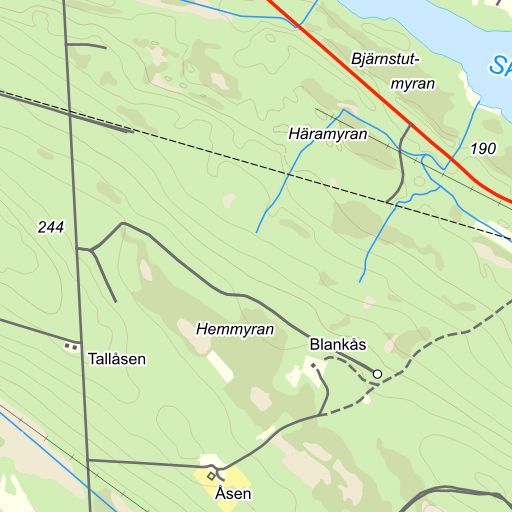 Bjärnstut-
myran
Häramyran
190
244
Hemmyran
Blankås
Tallåsen
Åsen